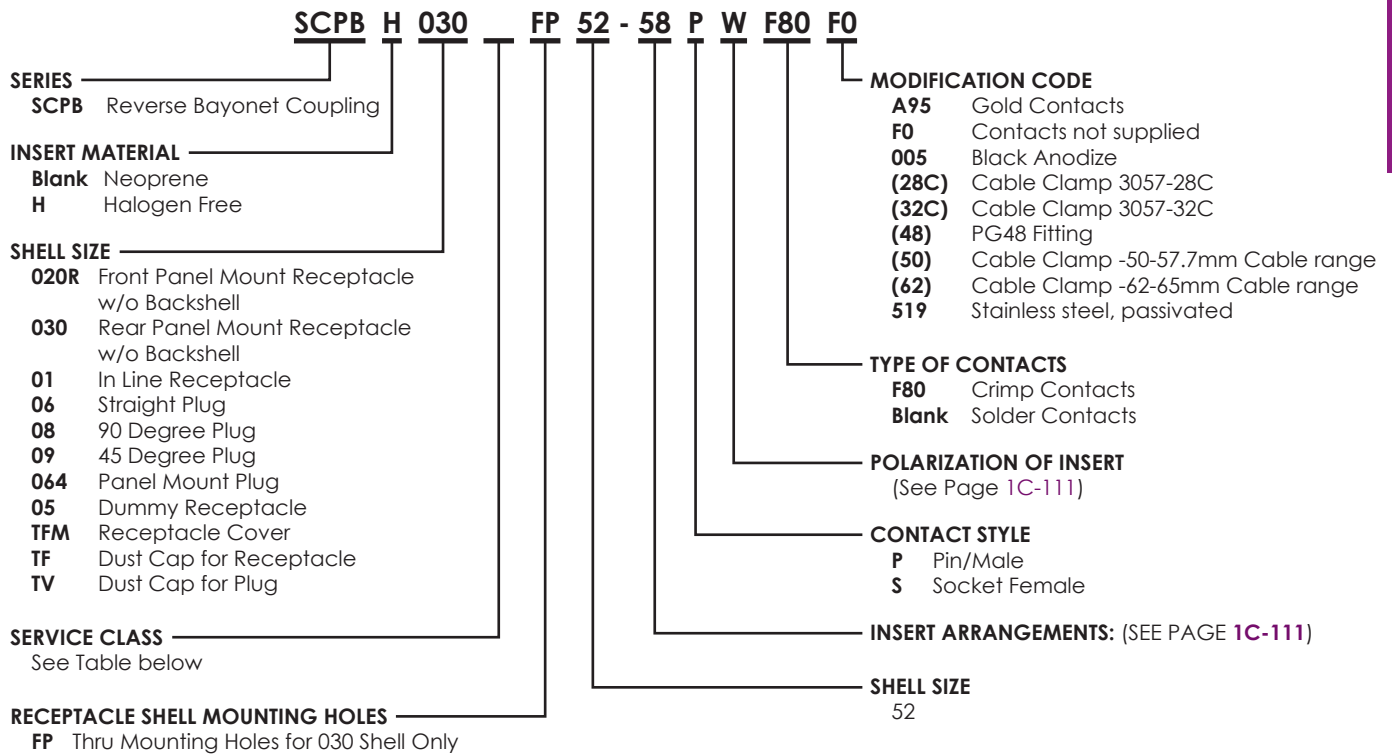 SCPB H 030 _ FP 52 - 58 P W F80 F0
SERIES
SCPB Reverse Bayonet Coupling
INSERT MATERIAL
Blank Neoprene
H Halogen Free
SHELL SIZE
020R Front Panel Mount Receptacle
w/o Backshell
030 Rear Panel Mount Receptacle
w/o Backshell
01 In Line Receptacle
06 Straight Plug
08 90 Degree Plug
09 45 Degree Plug
064 Panel Mount Plug
05 Dummy Receptacle
TFM Receptacle Cover
TF Dust Cap for Receptacle
TV Dust Cap for Plug
SERVICE CLASS
See Table below
RECEPTACLE SHELL MOUNTING HOLES
FP Thru Mounting Holes for 030 Shell Only
MODIFICATION CODE
A95 Gold Contacts
F0 Contacts not supplied
005 Black Anodize
(28C) Cable Clamp 3057-28C
(32C) Cable Clamp 3057-32C
(48) PG48 Fitting
(50) Cable Clamp -50-57.7mm Cable range
(62) Cable Clamp -62-65mm Cable range
519 Stainless steel, passivated
TYPE OF CONTACTS
F80 Crimp Contacts
Blank Solder Contacts
POLARIZATION OF INSERT
(See Page 1C-111)
CONTACT STYLE
P Pin/Male
S Socket Female
INSERT ARRANGEMENTS: (SEE PAGE 1C-111)
SHELL SIZE
52